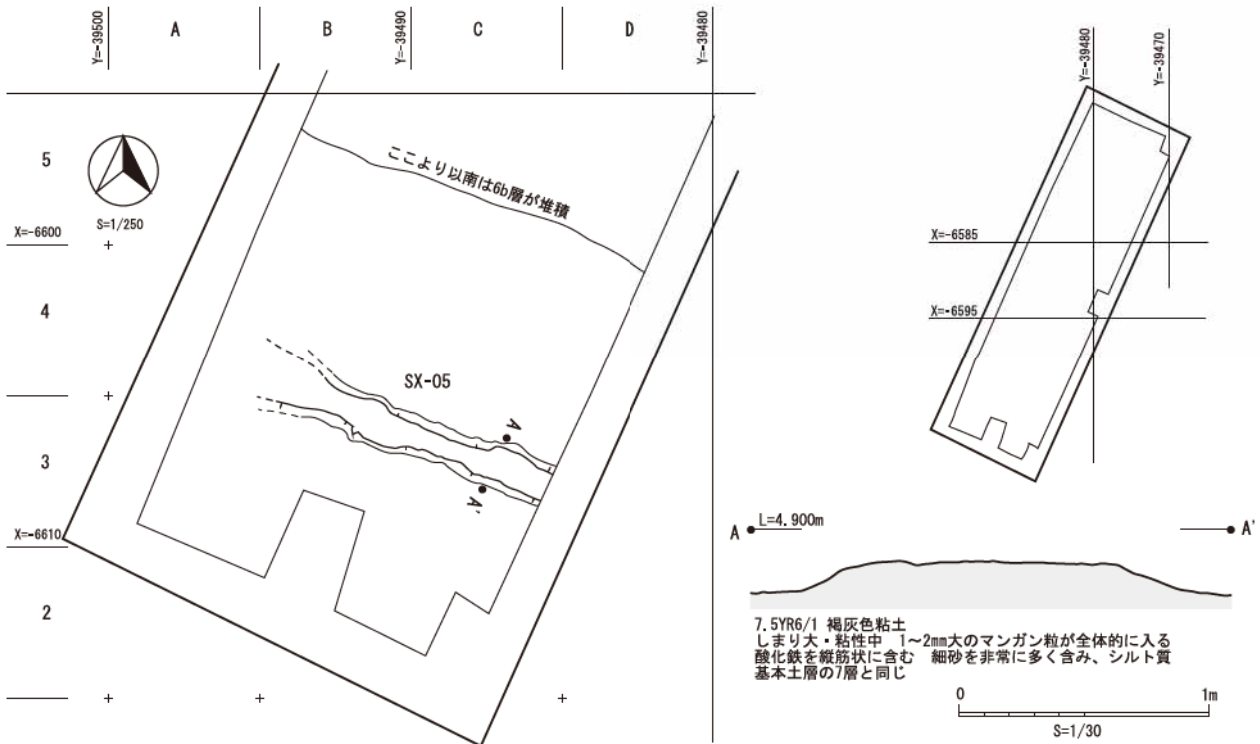 Y=-39500
A
B
Y=-39490
C
D
Y=-39480
5
S=1/250
X=-6600
ここより以南は6b層が堆積
4
SX-05
A
3
A'
X=-6610
2
Y=-39480
Y=-39470
X=-6585
X=-6595
A
L=4.900m
A'
7.5YR6/1 褐灰色粘土
しまり大・粘性中 1~2mm大のマンガン粒が全体的に入る
酸化鉄を縦筋状に含む 細砂を非常に多く含み、シルト質
基本土層の7層と同じ
0
1m
S=1/30